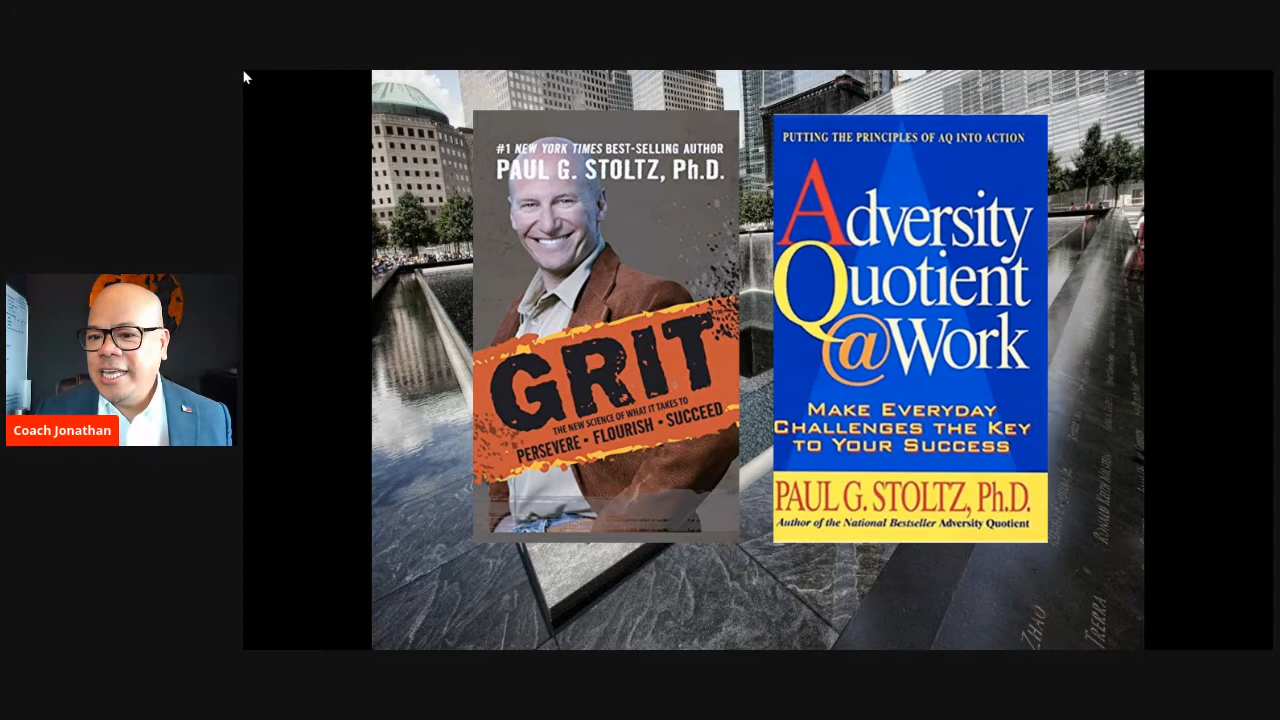 Coach Jonathan
#1 NEW YORK TIMES BEST-SELLING AUTHOR
PAUL G. STOLTZ, Ph.D.
GRIT
THE NEW SCIENCE OF WHAT IT TAKES TO
PERSEVERE • FLOURISH • SUCCEED
PUTTING THE PRINCIPLES OF AQ INTO ACTION
Adversity
Quotient
@Work
MAKE EVERYDAY
CHALLENGES THE KEY
TO YOUR SUCCESS
PAUL G. STOLTZ, Ph.D.
Author of the National Bestseller Adversity Quotient
ZHAO